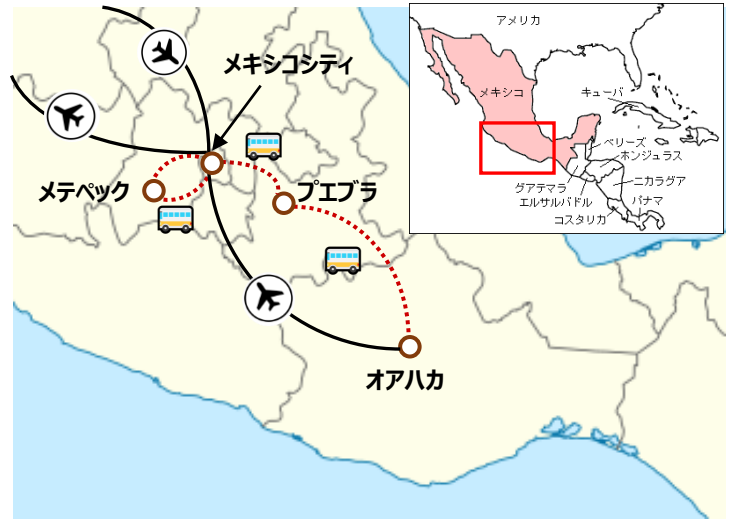 メキシコシティ
メテペック
プエブラ
オアハカ
アメリカ
メキシコ
キューバ
ベリーズ
ホンジュラス
グアテマラ
ニカラグア
エルサルバドル
パナマ
コスタリカ